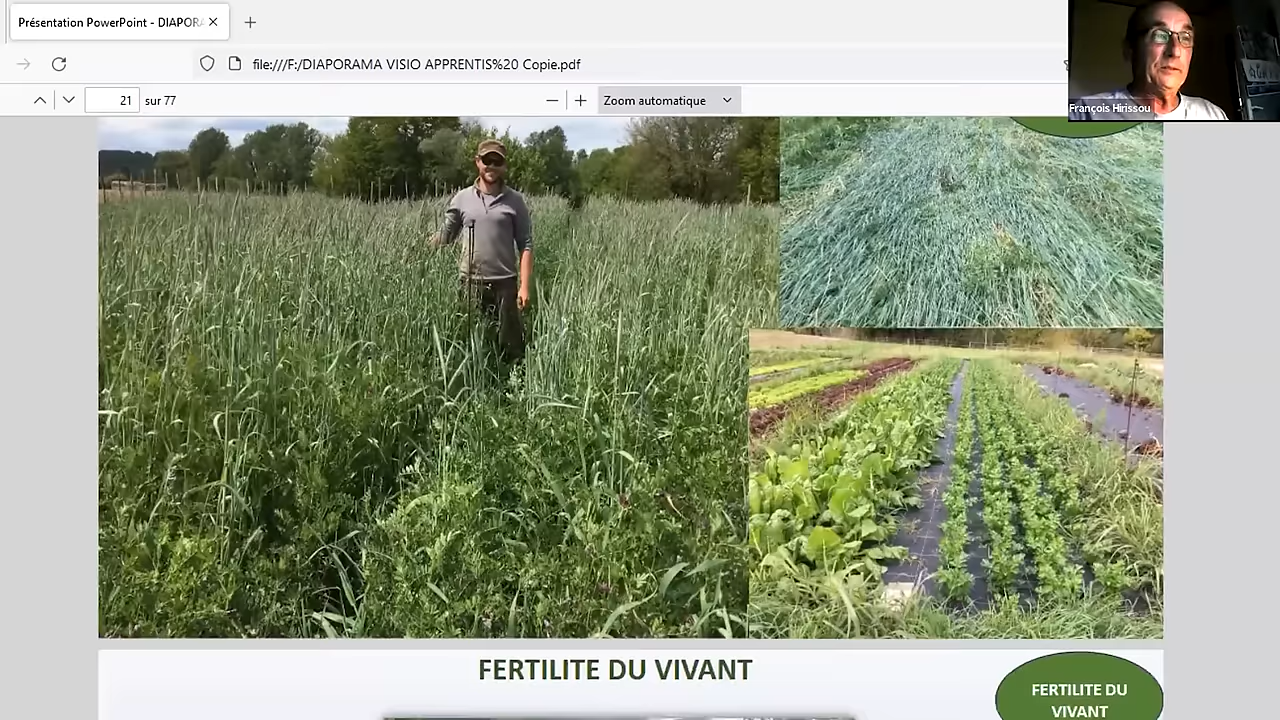 Présentation PowerPoint - DIAPORA
file:///F:/DIAPORAMA VISIO APPRENTIS%20 Copie.pdf
21 sur 77
Zoom automatique
François Hirissou
FERTILITE DU VIVANT
FERTILITE DU
VIVANT